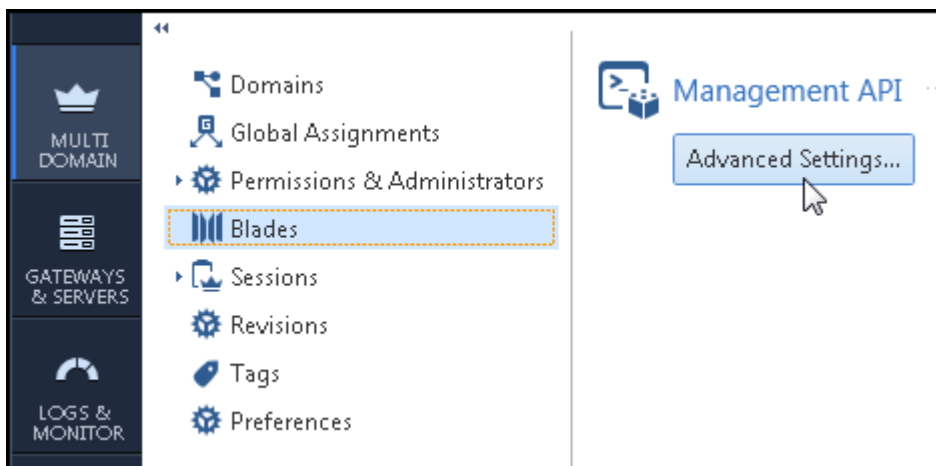 MULTI
DOMAIN
GATEWAYS
& SERVERS
LOGS &
MONITOR
Domains
Global Assignments
Permissions & Administrators
Blades
Sessions
Revisions
Tags
Preferences
Management API
Advanced Settings...